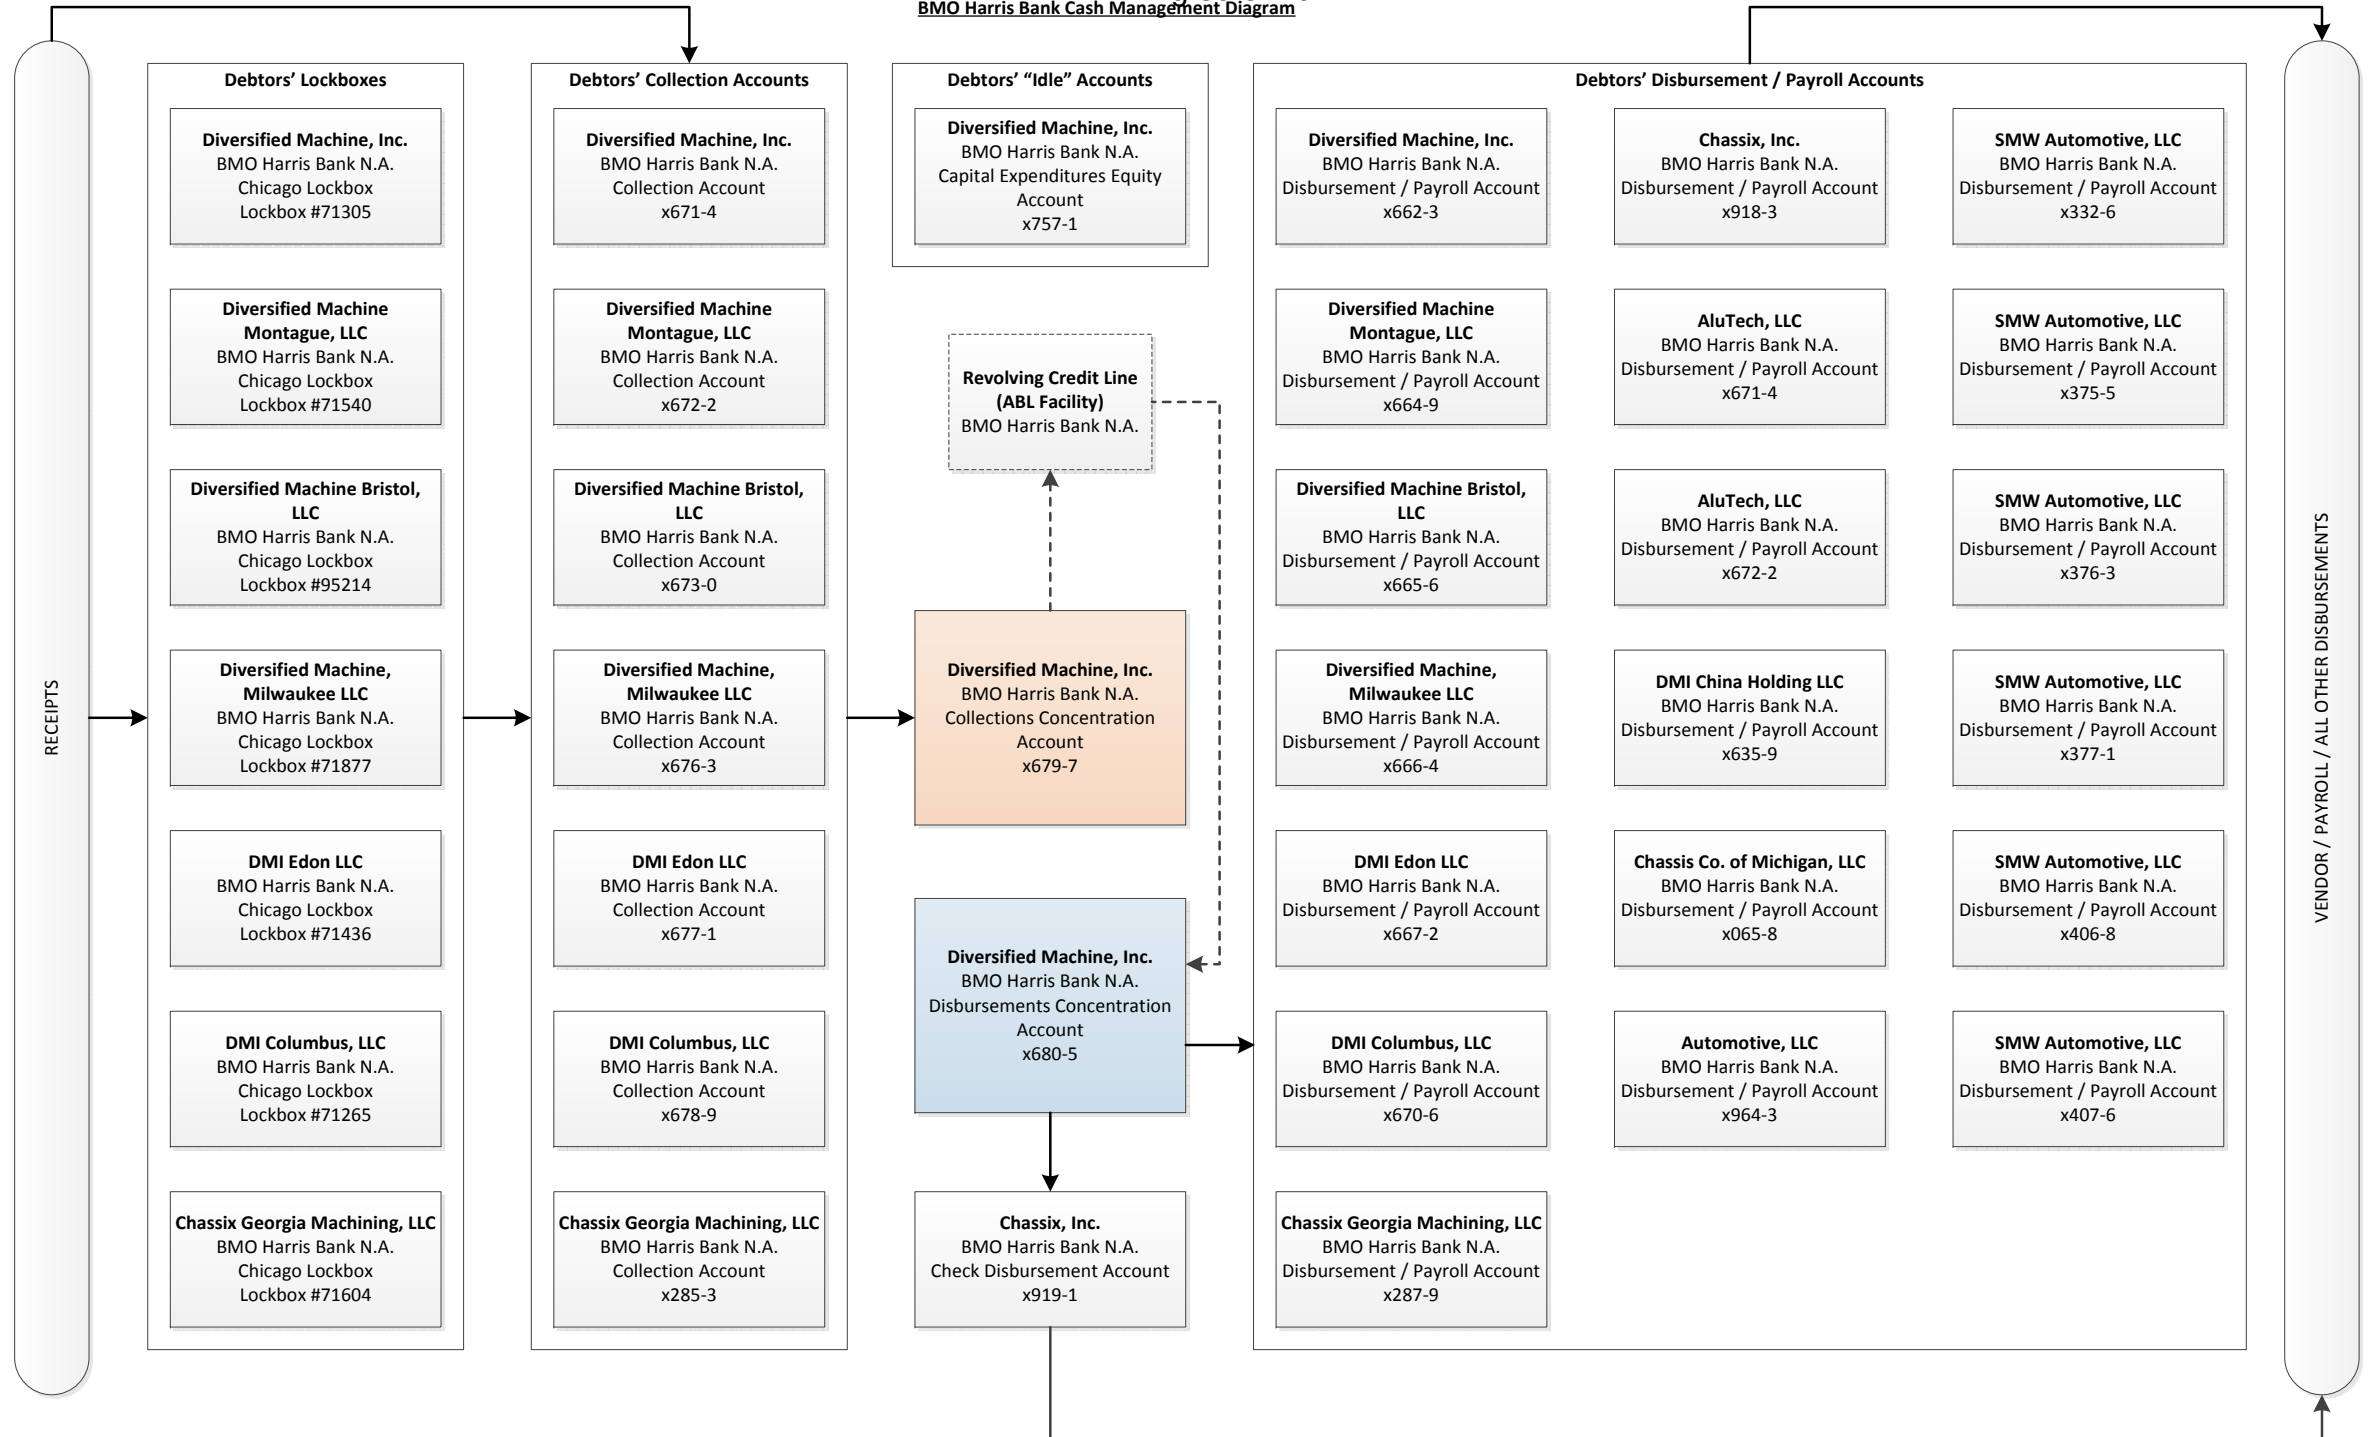 BMO Harris Bank Cash Management Diagram
RECEIPTS
Debtors’ Lockboxes
Diversified Machine, Inc.
BMO Harris Bank N.A.
Chicago Lockbox
Lockbox #71305
Diversified Machine
Montague, LLC
BMO Harris Bank N.A.
Chicago Lockbox
Lockbox #71540
Diversified Machine Bristol,
LLC
BMO Harris Bank N.A.
Chicago Lockbox
Lockbox #95214
Diversified Machine,
Milwaukee LLC
BMO Harris Bank N.A.
Chicago Lockbox
Lockbox #71877
DMI Edon LLC
BMO Harris Bank N.A.
Chicago Lockbox
Lockbox #71436
DMI Columbus, LLC
BMO Harris Bank N.A.
Chicago Lockbox
Lockbox #71265
Chassix Georgia Machining, LLC
BMO Harris Bank N.A.
Chicago Lockbox
Lockbox #71604
Debtors’ Collection Accounts
Diversified Machine, Inc.
BMO Harris Bank N.A.
Collection Account
x671-4
Diversified Machine
Montague, LLC
BMO Harris Bank N.A.
Collection Account
x672-2
Diversified Machine Bristol,
LLC
BMO Harris Bank N.A.
Collection Account
x673-0
Diversified Machine,
Milwaukee LLC
BMO Harris Bank N.A.
Collection Account
x676-3
DMI Edon LLC
BMO Harris Bank N.A.
Collection Account
x677-1
DMI Columbus, LLC
BMO Harris Bank N.A.
Collection Account
x678-9
Chassix Georgia Machining, LLC
BMO Harris Bank N.A.
Collection Account
x285-3
Debtors’ “Idle” Accounts
Diversified Machine, Inc.
BMO Harris Bank N.A.
Capital Expenditures Equity
Account
x757-1
Revolving Credit Line
(ABL Facility)
BMO Harris Bank N.A.
Diversified Machine, Inc.
BMO Harris Bank N.A.
Collections Concentration
Account
x679-7
Diversified Machine, Inc.
BMO Harris Bank N.A.
Disbursements Concentration
Account
x680-5
Chassix, Inc.
BMO Harris Bank N.A.
Check Disbursement Account
x919-1
Debtors’ Disbursement / Payroll Accounts
Diversified Machine, Inc.
BMO Harris Bank N.A.
Disbursement / Payroll Account
x662-3
Diversified Machine
Montague, LLC
BMO Harris Bank N.A.
Disbursement / Payroll Account
x664-9
Diversified Machine Bristol,
LLC
BMO Harris Bank N.A.
Disbursement / Payroll Account
x665-6
Diversified Machine,
Milwaukee LLC
BMO Harris Bank N.A.
Disbursement / Payroll Account
x666-4
DMI Edon LLC
BMO Harris Bank N.A.
Disbursement / Payroll Account
x667-2
DMI Columbus, LLC
BMO Harris Bank N.A.
Disbursement / Payroll Account
x670-6
Chassix Georgia Machining, LLC
BMO Harris Bank N.A.
Disbursement / Payroll Account
x287-9
Chassix, Inc.
BMO Harris Bank N.A.
Disbursement / Payroll Account
x918-3
AluTech, LLC
BMO Harris Bank N.A.
Disbursement / Payroll Account
x671-4
AluTech, LLC
BMO Harris Bank N.A.
Disbursement / Payroll Account
x672-2
DMI China Holding LLC
BMO Harris Bank N.A.
Disbursement / Payroll Account
x635-9
Chassis Co. of Michigan, LLC
BMO Harris Bank N.A.
Disbursement / Payroll Account
x065-8
Automotive, LLC
BMO Harris Bank N.A.
Disbursement / Payroll Account
x964-3
SMW Automotive, LLC
BMO Harris Bank N.A.
Disbursement / Payroll Account
x332-6
SMW Automotive, LLC
BMO Harris Bank N.A.
Disbursement / Payroll Account
x375-5
SMW Automotive, LLC
BMO Harris Bank N.A.
Disbursement / Payroll Account
x376-3
SMW Automotive, LLC
BMO Harris Bank N.A.
Disbursement / Payroll Account
x377-1
SMW Automotive, LLC
BMO Harris Bank N.A.
Disbursement / Payroll Account
x406-8
SMW Automotive, LLC
BMO Harris Bank N.A.
Disbursement / Payroll Account
x407-6
VENDOR / PAYROLL / ALL OTHER DISBURSEMENTS